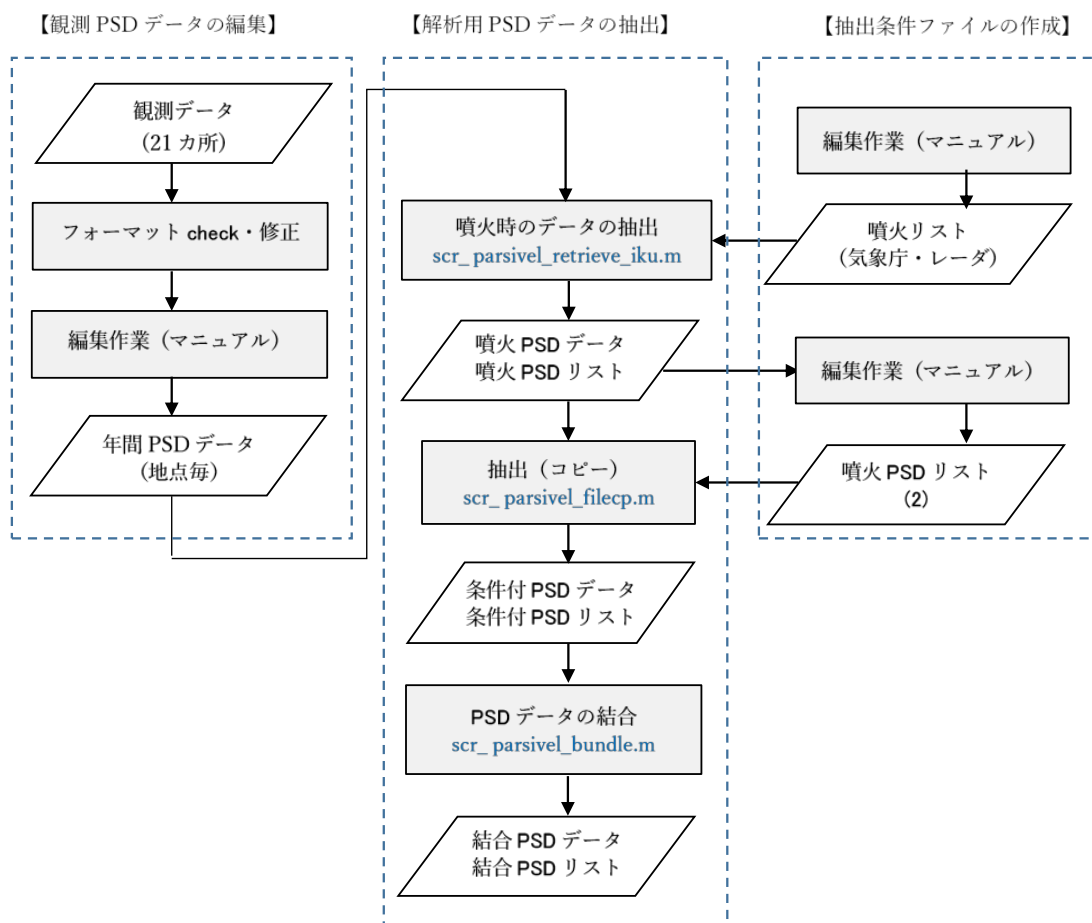 【観測 PSD データの編集】
観測データ
(21 カ所)
フォーマット check・修正
編集作業（マニュアル）
年間 PSD データ
(地点毎)
【解析用 PSD データの抽出】
噴火時のデータの抽出
scr_ parsivel_retrieve_iku.m
噴火 PSD データ
噴火 PSD リスト
抽出（コピー）
scr_ parsivel_filecp.m
条件付 PSD データ
条件付 PSD リスト
PSD データの結合
scr_ parsivel_bundle.m
結合 PSD データ
結合 PSD リスト
【抽出条件ファイルの作成】
編集作業（マニュアル）
噴火リスト
(気象庁・レーダ)
編集作業（マニュアル）
噴火 PSD リスト
(2)